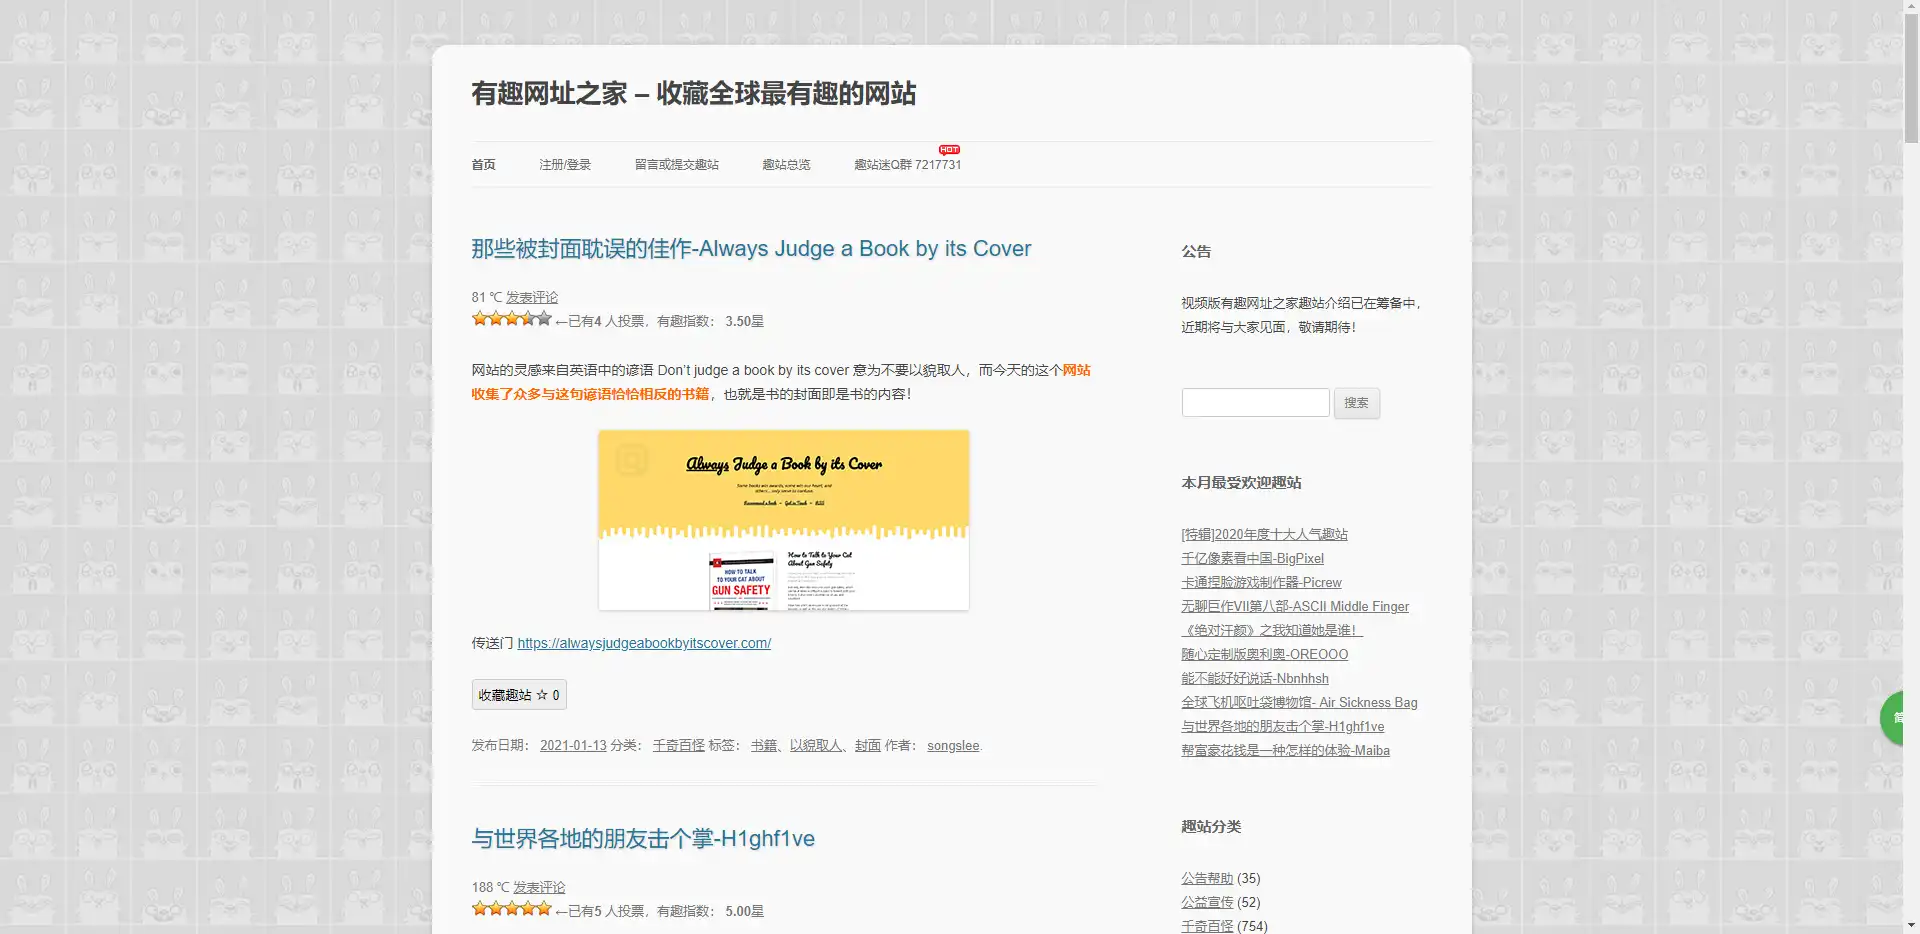 有趣网址之家 – 收藏全球最有趣的网站
首页
注册/登录
留言或提交趣站
趣站总览
趣站迷Q群 7217731
HOT
那些被封面耽误的佳作-Always Judge a Book by its Cover
81 ℃ 发表评论
←已有4 人投票，有趣指数： 3.50星
网站的灵感来自英语中的谚语 Don’t judge a book by its cover 意为不要以貌取人，而今天的这个网站
收集了众多与这句谚语恰恰相反的书籍，也就是书的封面即是书的内容！
Always Judge a Book by its Cover
How to Talk to Your Cat
About Gun Safety
HOW TO TALK
TO YOUR CAT ABOUT
GUN SAFETY
传送门 https://alwaysjudgeabookbyitscover.com/
收藏趣站 ☆ 0
发布日期： 2021-01-13 分类： 千奇百怪 标签： 书籍、以貌取人、封面 作者： songslee.
与世界各地的朋友击个掌-H1ghf1ve
188 ℃ 发表评论
←已有5 人投票，有趣指数： 5.00星
公告
视频版有趣网址之家趣站介绍已在筹备中，
近期将与大家见面，敬请期待！
搜索
本月最受欢迎趣站
[特辑]2020年度十大人气趣站
千亿像素看中国-BigPixel
卡通捏脸游戏制作器-Picrew
无聊巨作VII第八部-ASCII Middle Finger
《绝对汗颜》之我知道她是谁！
随心定制版奥利奥-OREOOO
能不能好好说话-Nbnhhsh
全球飞机呕吐袋博物馆- Air Sickness Bag
与世界各地的朋友击个掌-H1ghf1ve
帮富豪花钱是一种怎样的体验-Maiba
趣站分类
公告帮助 (35)
公益宣传 (52)
千奇百怪 (754)